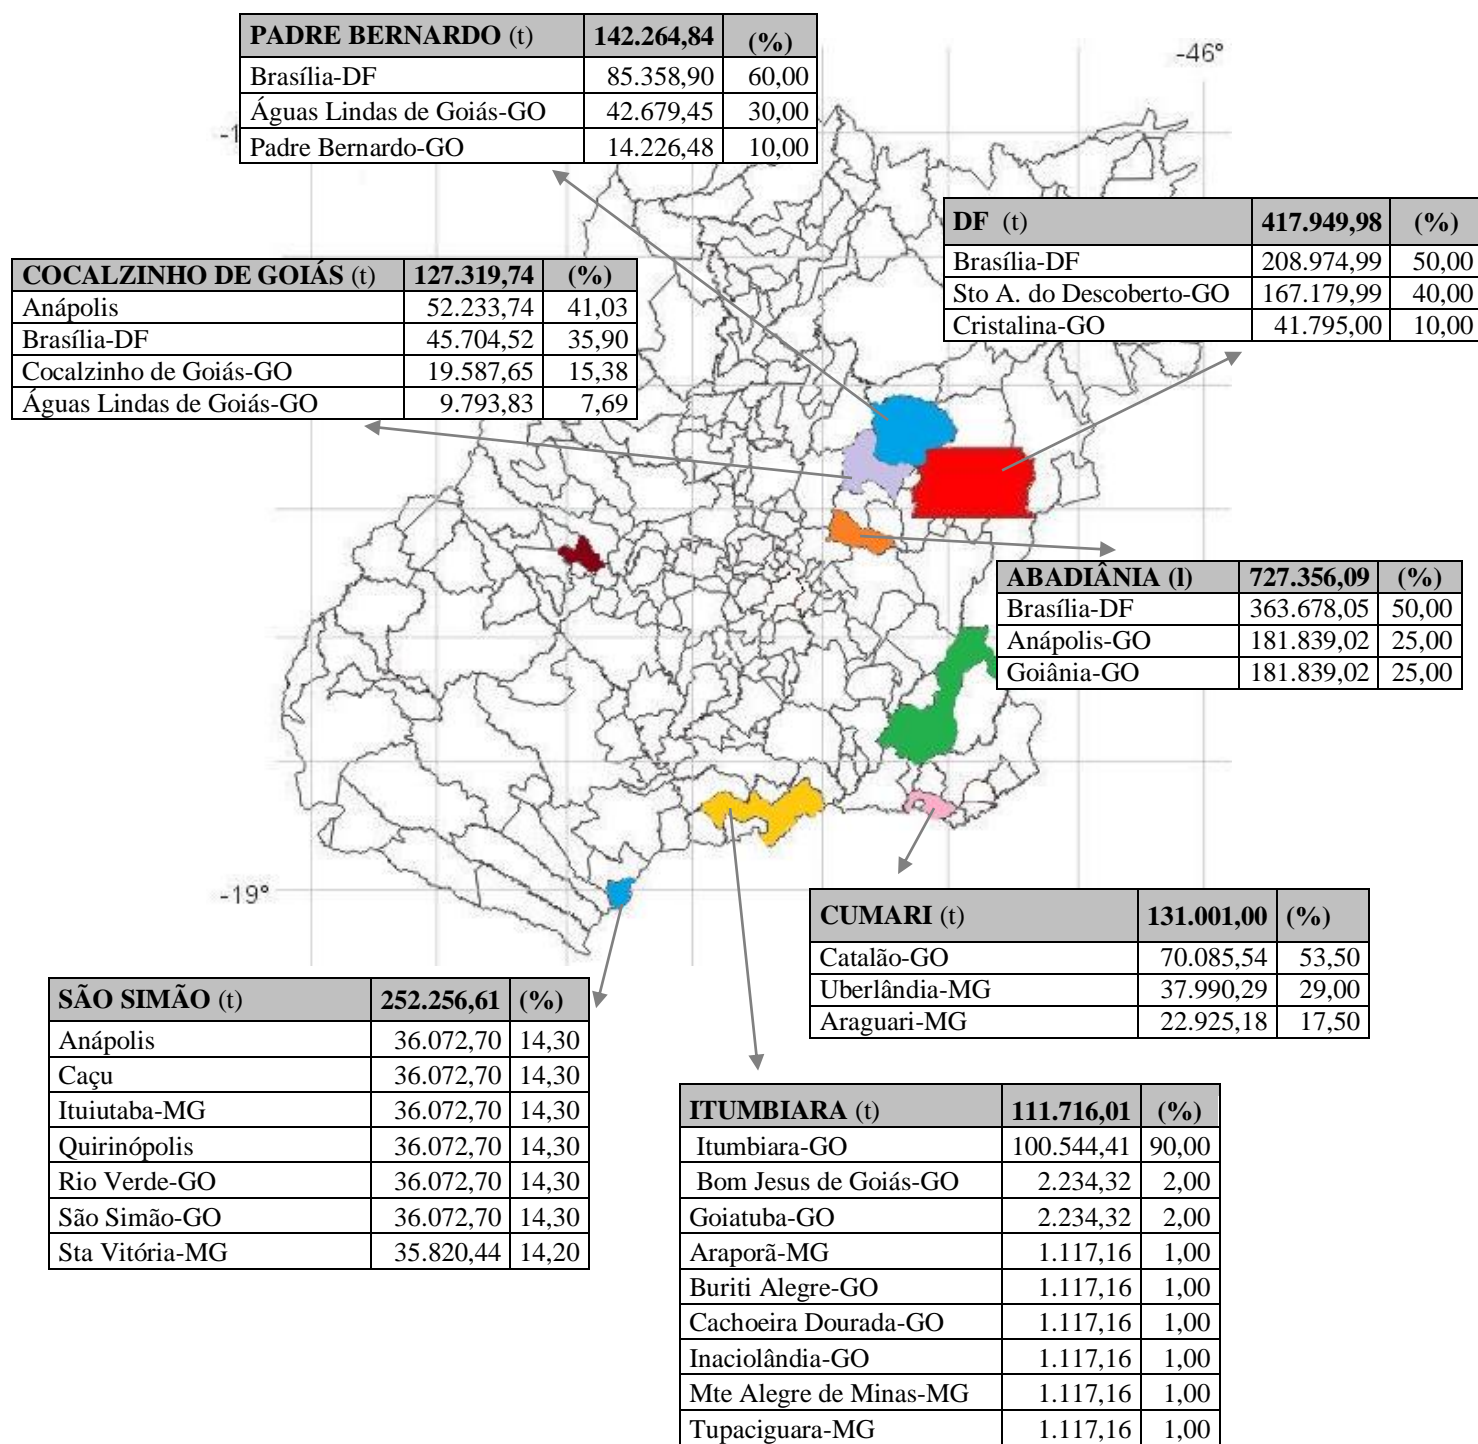 PADRE BERNARDO (t) 142.264,84 (%)
Brasília-DF 85.358,90 60,00
Águas Lindas de Goiás-GO 42.679,45 30,00
Padre Bernardo-GO 14.226,48 10,00
-46°
-1
DF (t) 417.949,98 (%)
Brasília-DF 208.974,99 50,00
Sto A. do Descoberto-GO 167.179,99 40,00
Cristalina-GO 41.795,00 10,00
COCALZINHO DE GOIÁS (t) 127.319,74 (%)
Anápolis 52.233,74 41,03
Brasília-DF 45.704,52 35,90
Cocalzinho de Goiás-GO 19.587,65 15,38
Águas Lindas de Goiás-GO 9.793,83 7,69
ABADIÂNIA (l) 727.356,09 (%)
Brasília-DF 363.678,05 50,00
Anápolis-GO 181.839,02 25,00
Goiânia-GO 181.839,02 25,00
-19°
CUMARI (t) 131.001,00 (%)
Catalão-GO 70.085,54 53,50
Uberlândia-MG 37.990,29 29,00
Araguari-MG 22.925,18 17,50
SÃO SIMÃO (t) 252.256,61 (%)
Anápolis 36.072,70 14,30
Caçu 36.072,70 14,30
Ituiutaba-MG 36.072,70 14,30
Quirinópolis 36.072,70 14,30
Rio Verde-GO 36.072,70 14,30
São Simão-GO 36.072,70 14,30
Sta Vitória-MG 35.820,44 14,20
ITUMBIARA (t) 111.716,01 (%)
Itumbiara-GO 100.544,41 90,00
Bom Jesus de Goiás-GO 2.234,32 2,00
Goiatuba-GO 2.234,32 2,00
Araporã-MG 1.117,16 1,00
Buriti Alegre-GO 1.117,16 1,00
Cachoeira Dourada-GO 1.117,16 1,00
Inaciolândia-GO 1.117,16 1,00
Mte Alegre de Minas-MG 1.117,16 1,00
Tupaciguara-MG 1.117,16 1,00